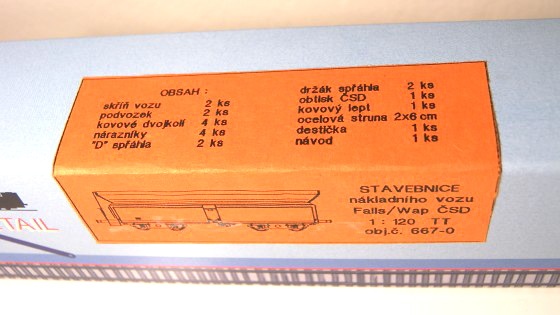 OBSAH :
skříň vozu 2 ks
podvozek 2 ks
kovové dvojkolí 4 ks
nárazníky 4 ks
"D" spřáhla 2 ks
držák spřáhla 2 ks
obtisk ČSD 1 ks
kovový lept 1 ks
ocelová struna 2x6 cm
destička 1 ks
návod 1 ks
STAVEBNICE
nákladního vozu
Falls/Wap ČSD
1 : 120 TT
obj.č. 667-0
TAIL